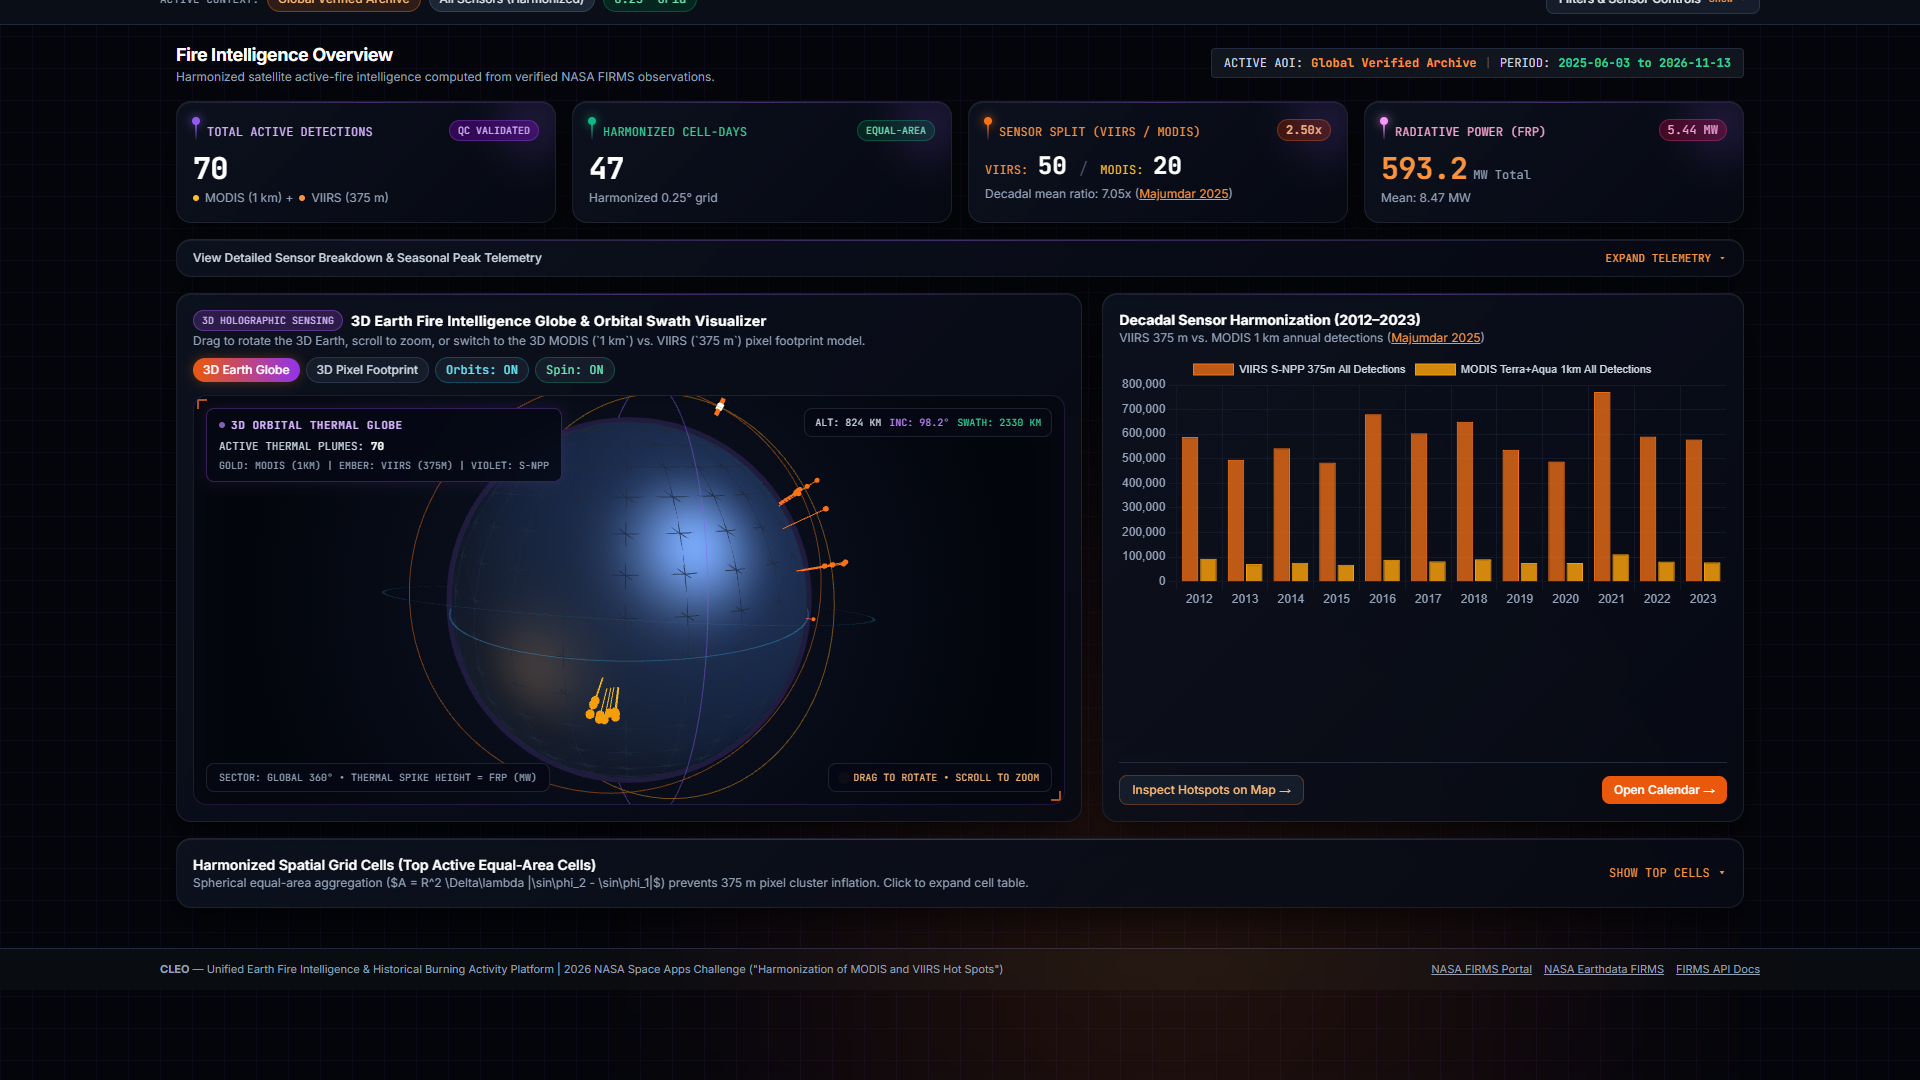 Fire Intelligence Overview
Harmonized satellite active-fire intelligence computed from verified NASA FIRMS observations.
ACTIVE AOI: Global Verified Archive | PERIOD: 2025-06-03 to 2026-11-13
TOTAL ACTIVE DETECTIONS QC VALIDATED
70
MODIS (1 km) + VIIRS (375 m)
HARMONIZED CELL-DAYS EQUAL-AREA
47
Harmonized 0.25° grid
SENSOR SPLIT (VIIRS / MODIS) 2.50x
VIIRS: 50 / MODIS: 20
Decadal mean ratio: 7.05x (Majumdar 2025)
RADIATIVE POWER (FRP) 5.44 MW
593.2 MW Total
Mean: 8.47 MW
View Detailed Sensor Breakdown & Seasonal Peak Telemetry EXPAND TELEMETRY
3D HOLOGRAPHIC SENSING 3D Earth Fire Intelligence Globe & Orbital Swath Visualizer
Drag to rotate the 3D Earth, scroll to zoom, or switch to the 3D MODIS (`1 km`) vs. VIIRS (`375 m`) pixel footprint model.
3D Earth Globe 3D Pixel Footprint Orbits: ON Spin: ON
3D ORBITAL THERMAL GLOBE
ACTIVE THERMAL PLUMES: 70
GOLD: MODIS (1KM) | EMBER: VIIRS (375M) | VIOLET: S-NPP
ALT: 824 KM INC: 98.2° SWATH: 2330 KM
SECTOR: GLOBAL 360° • THERMAL SPIKE HEIGHT = FRP (MW)
DRAG TO ROTATE • SCROLL TO ZOOM
Decadal Sensor Harmonization (2012–2023)
VIIRS 375 m vs. MODIS 1 km annual detections (Majumdar 2025)
VIIRS S-NPP 375m All Detections MODIS Terra+Aqua 1km All Detections
800,000
700,000
600,000
500,000
400,000
300,000
200,000
100,000
0
2012 2013 2014 2015 2016 2017 2018 2019 2020 2021 2022 2023
Inspect Hotspots on Map → Open Calendar →
Harmonized Spatial Grid Cells (Top Active Equal-Area Cells)
Spherical equal-area aggregation ($A = R^2 \Delta\lambda |\sin\phi_2 - \sin\phi_1|$) prevents 375 m pixel cluster inflation. Click to expand cell table.
SHOW TOP CELLS
CLEO — Unified Earth Fire Intelligence & Historical Burning Activity Platform | 2026 NASA Space Apps Challenge ("Harmonization of MODIS and VIIRS Hot Spots")
NASA FIRMS Portal NASA Earthdata FIRMS FIRMS API Docs